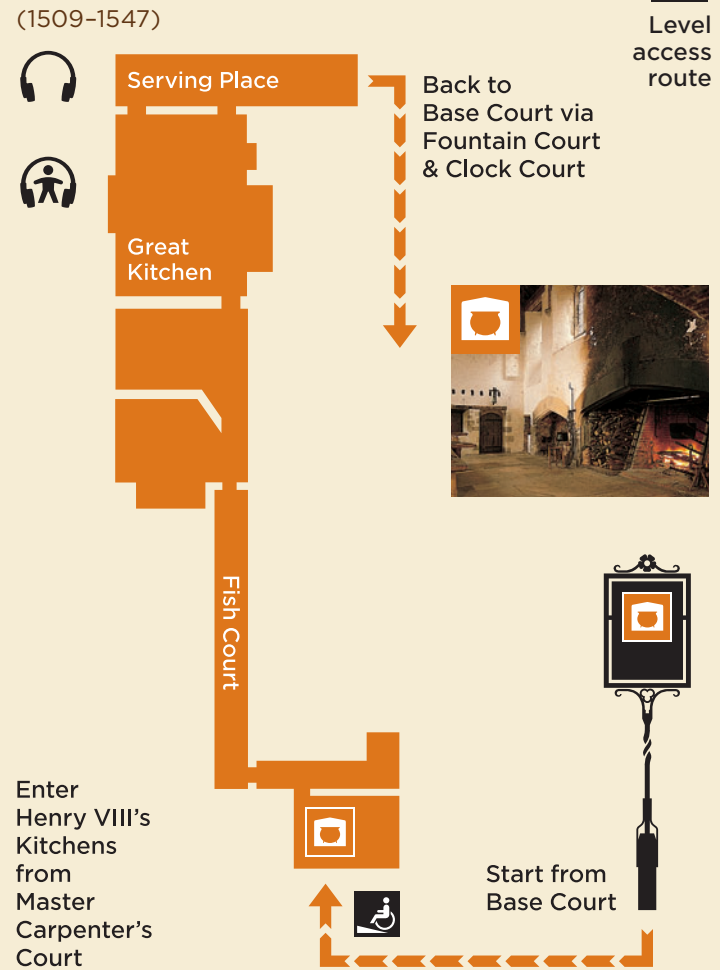 (1509–1547)
Level
access
route
Serving Place
Back to
Base Court via
Fountain Court
& Clock Court
Great
Kitchen
Fish Court
Enter
Henry VIII's
Kitchens
from
Master
Carpenter's
Court
Start from
Base Court